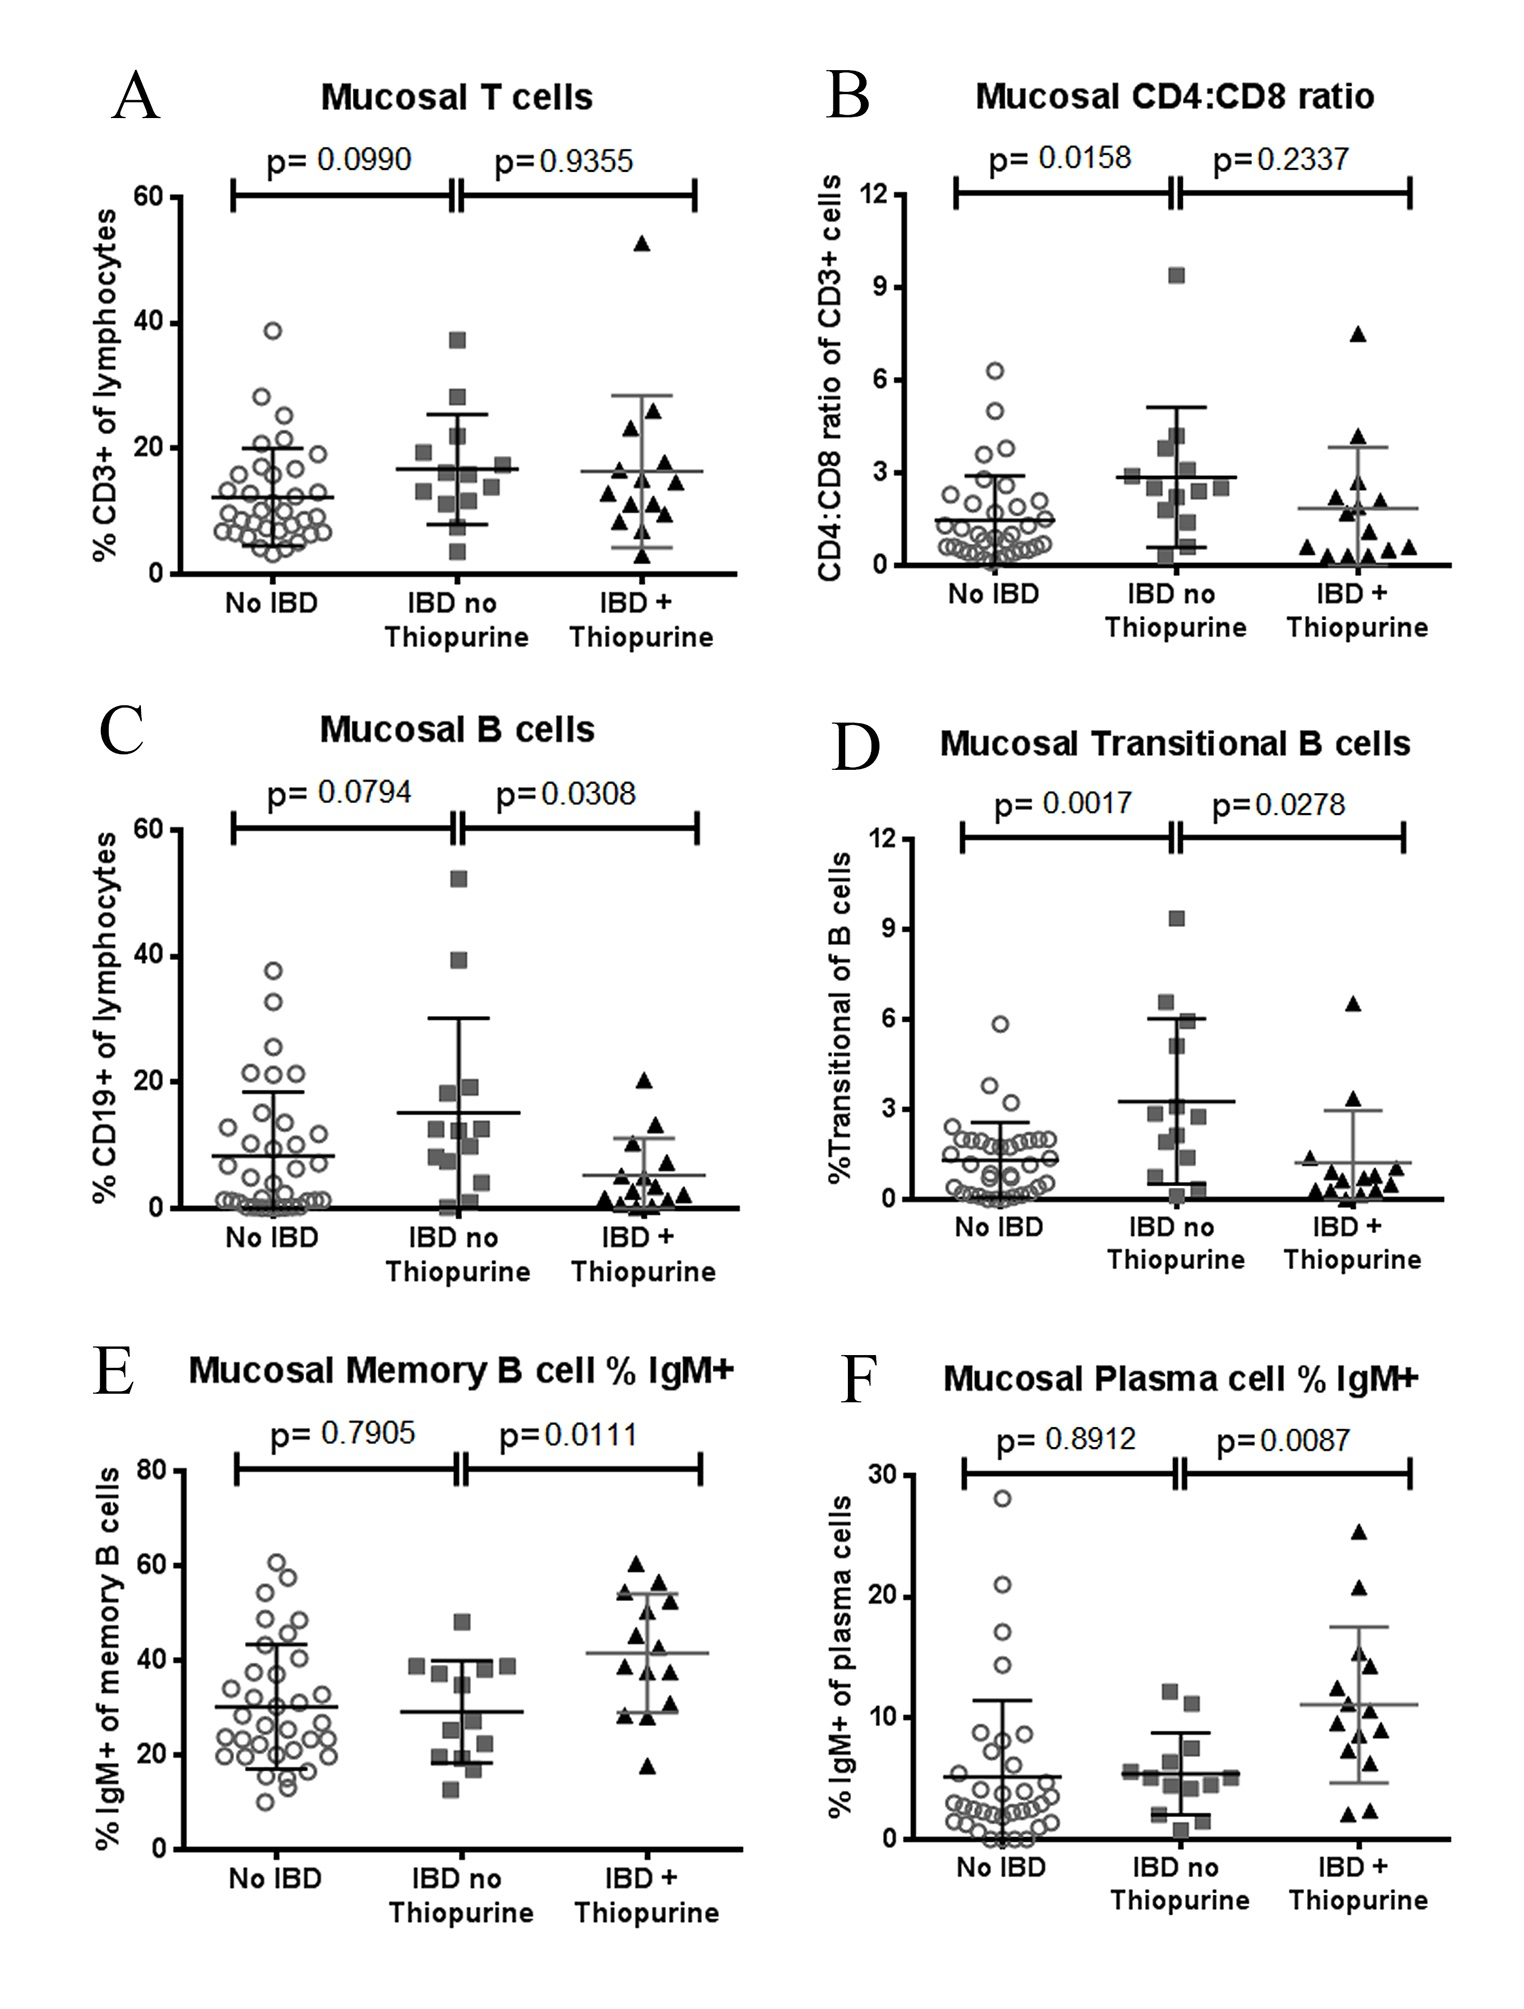 A
Mucosal T cells
p= 0.0990
p=0.9355
% CD3+ of lymphocytes
60
40
20
0
No IBD
IBD no
Thiopurine
IBD +
Thiopurine
B
Mucosal CD4:CD8 ratio
p= 0.0158
p=0.2337
CD4:CD8 ratio of CD3+ cells
12
9
6
3
0
No IBD
IBD no
Thiopurine
IBD +
Thiopurine
C
Mucosal B cells
p= 0.0794
p=0.0308
% CD19+ of lymphocytes
60
40
20
0
No IBD
IBD no
Thiopurine
IBD +
Thiopurine
D
Mucosal Transitional B cells
p= 0.0017
p=0.0278
%Transitional of B cells
12
9
6
3
0
No IBD
IBD no
Thiopurine
IBD +
Thiopurine
E
Mucosal Memory B cell % IgM+
p= 0.7905
p=0.0111
% IgM+ of memory B cells
80
60
40
20
0
No IBD
IBD no
Thiopurine
IBD +
Thiopurine
F
Mucosal Plasma cell % IgM+
p= 0.8912
p=0.0087
% IgM+ of plasma cells
30
20
10
0
No IBD
IBD no
Thiopurine
IBD +
Thiopurine